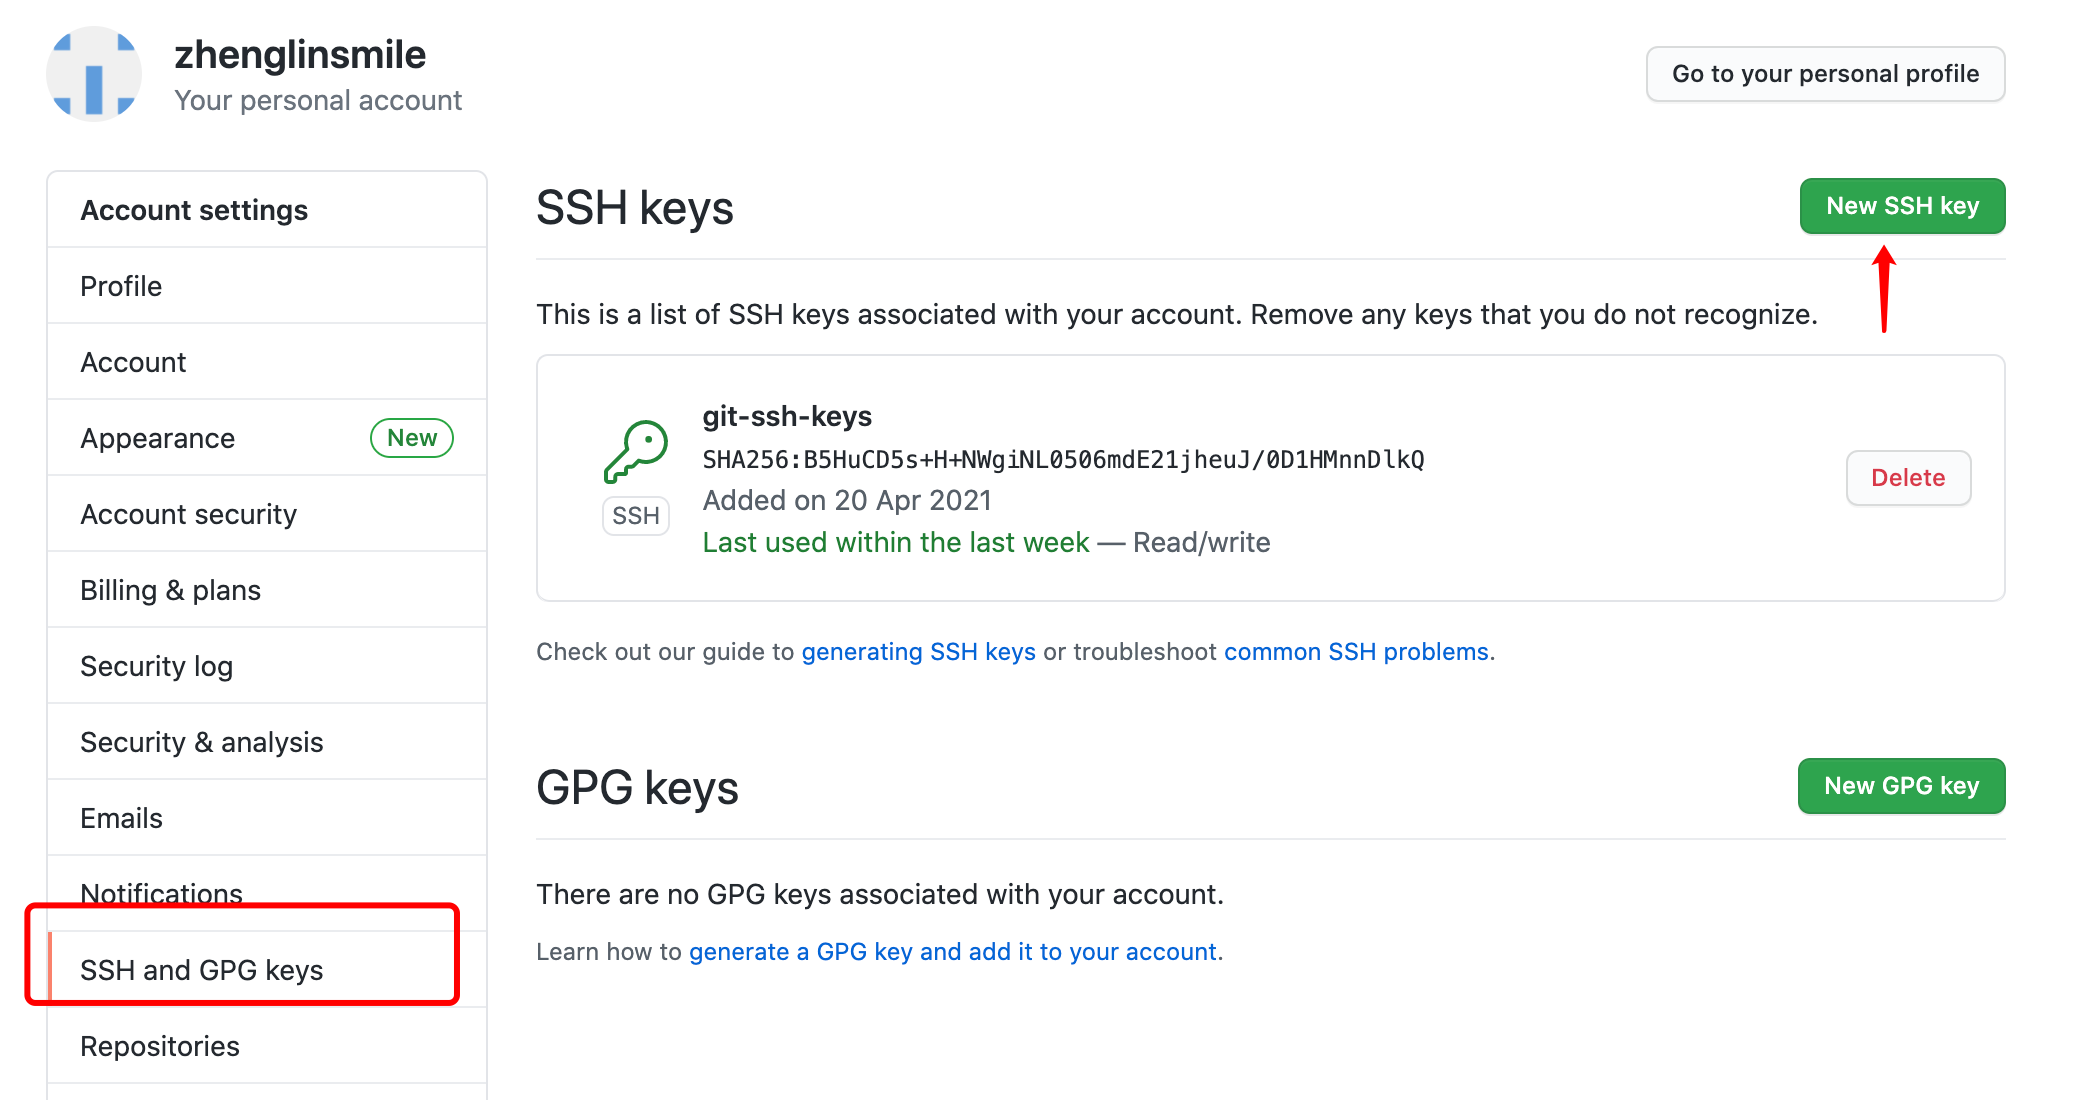 zhenglinsmile
Your personal account
Go to your personal profile
Account settings
Profile
Account
Appearance New
Account security
Billing & plans
Security log
Security & analysis
Emails
Notifications
SSH and GPG keys
Repositories
SSH keys
New SSH key
This is a list of SSH keys associated with your account. Remove any keys that you do not recognize.
git-ssh-keys
SHA256:B5HuCD5s+H+NWgiNL0506mdE21jheuJ/0D1HMnnDlkQ
Added on 20 Apr 2021
Last used within the last week — Read/write
SSH
Delete
Check out our guide to generating SSH keys or troubleshoot common SSH problems.
GPG keys
New GPG key
There are no GPG keys associated with your account.
Learn how to generate a GPG key and add it to your account.